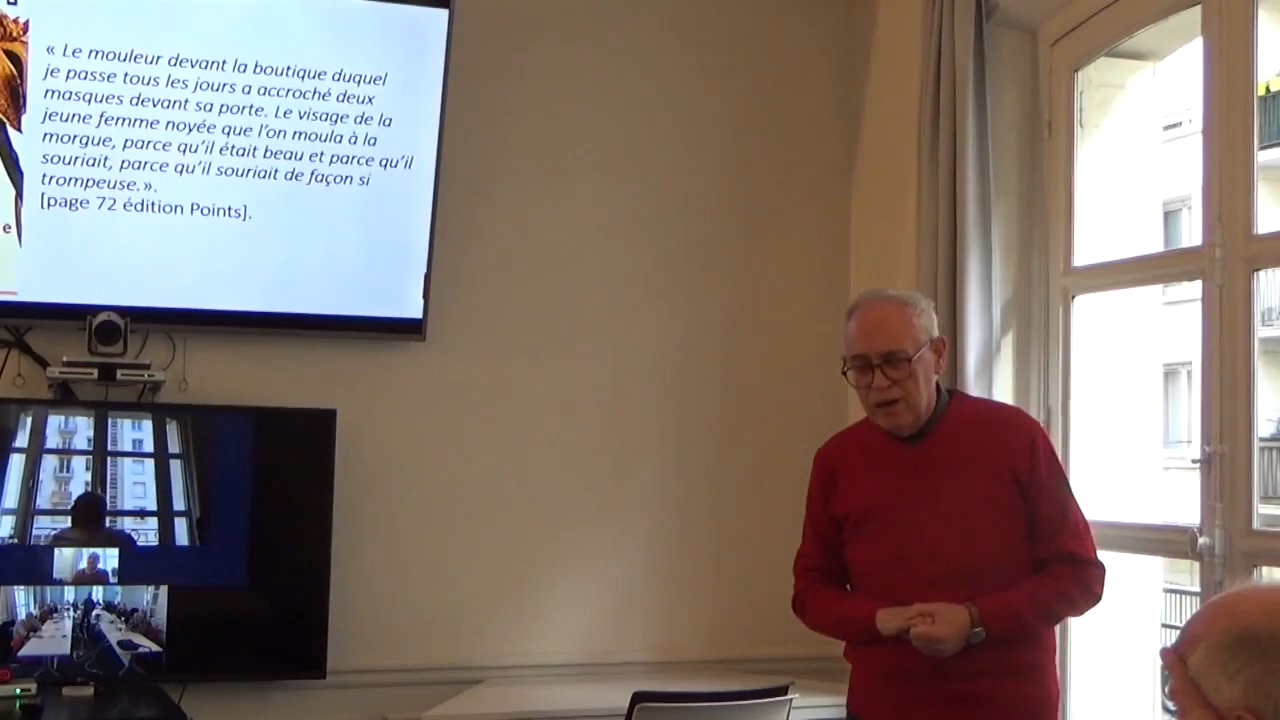 « Le mouleur devant la boutique duquel
je passe tous les jours a accroché deux
masques devant sa porte. Le visage de la
jeune femme noyée que l'on moula à la
morgue, parce qu'il était beau et parce qu'il
souriait, parce qu'il souriait de façon si
trompeuse.».
[page 72 édition Points].
e